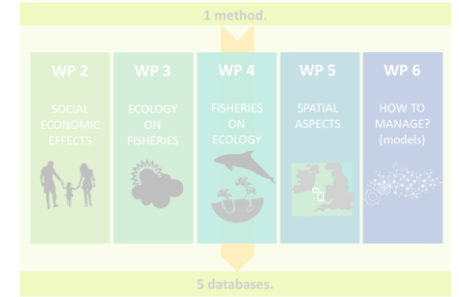 1 method.
WP 2
SOCIAL
ECONOMIC
EFFECTS
WP 3
ECOLOGY
ON
FISHERIES
WP 4
FISHERIES
ON
ECOLOGY
WP 5
SPATIAL
ASPECTS
WP 6
HOW TO
MANAGE?
(models)
5 databases.